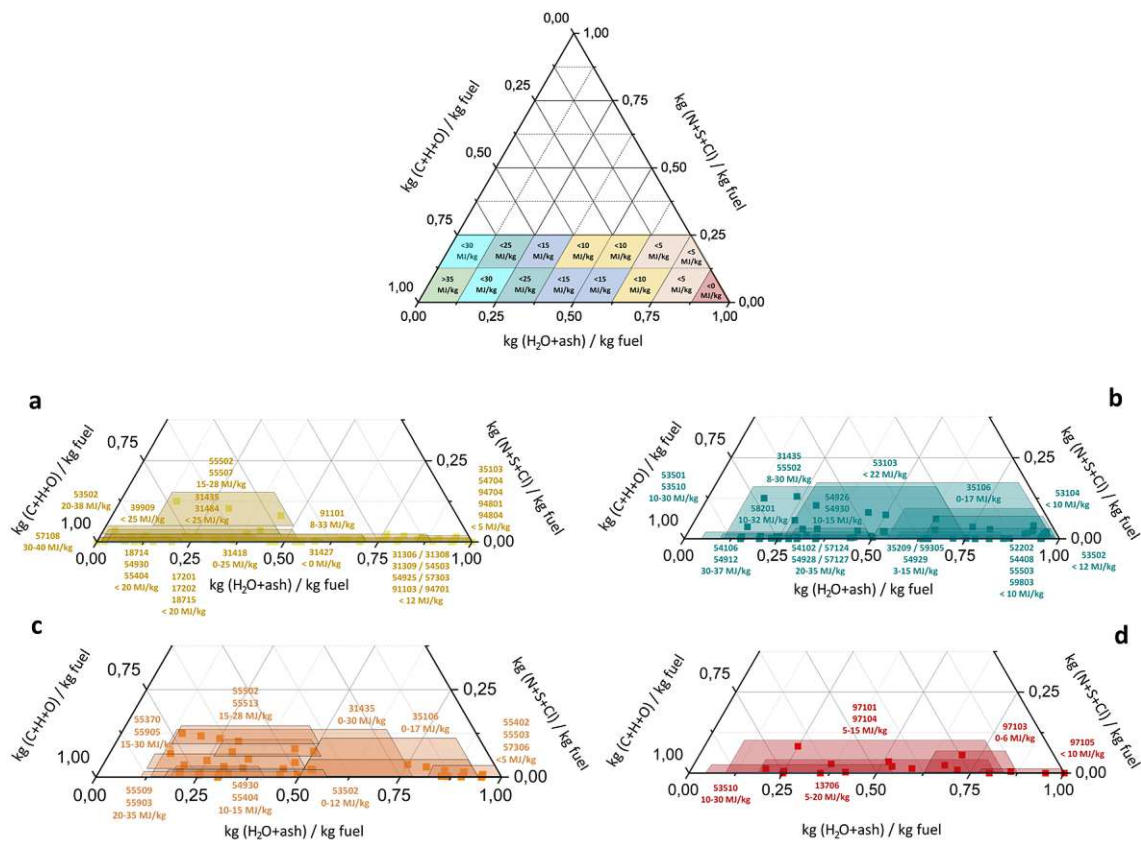 0,00
1,00
kg (C+H+O) / kg fuel
kg (N+S+Cl) / kg fuel
0,25
0,75
0,50
0,50
0,75
0,25
<30 MJ/kg
<25 MJ/kg
<15 MJ/kg
<10 MJ/kg
<10 MJ/kg
<5 MJ/kg
<5 MJ/kg
>35 MJ/kg
<30 MJ/kg
<25 MJ/kg
<15 MJ/kg
<15 MJ/kg
<10 MJ/kg
<5 MJ/kg
<0 MJ/kg
1,00
0,00
0,00
0,25
0,50
0,75
1,00
kg (H2O+ash) / kg fuel
a
kg (C+H+O) / kg fuel
kg (N+S+Cl) / kg fuel
0,75
0,25
1,00
0,00
55502
55507
15-28 MJ/kg
31435
31484
< 25 MJ/kg
53502
20-38 MJ/kg
39909
< 25 MJ/kg
91101
8-33 MJ/kg
35103
54704
94704
94801
94804
<5 MJ/kg
57108
30-40 MJ/kg
0,00
0,25
0,50
0,75
1,00
18714
54930
55404
< 20 MJ/kg
17201
17202
18715
< 20 MJ/kg
31418
0-25 MJ/kg
31427
< 0 MJ/kg
31306 / 31308
31309 / 54503
54925 / 57303
91103 / 94701
< 12 MJ/kg
kg (H2O+ash) / kg fuel
b
kg (C+H+O) / kg fuel
kg (N+S+Cl) / kg fuel
0,75
0,25
1,00
0,00
53501
53510
10-30 MJ/kg
31435
55502
8-30 MJ/kg
53103
< 22 MJ/kg
58201
10-32 MJ/kg
54926
54930
10-15 MJ/kg
35106
0-17 MJ/kg
53104
< 10 MJ/kg
0,00
0,25
0,50
0,75
1,00
54106
54912
30-37 MJ/kg
54102 / 57124
54928 / 57127
20-35 MJ/kg
35209 / 59305
54929
3-15 MJ/kg
52202
54408
55503
59803
< 10 MJ/kg
53502
< 12 MJ/kg
kg (H2O+ash) / kg fuel
c
kg (C+H+O) / kg fuel
kg (N+S+Cl) / kg fuel
0,75
0,25
1,00
0,00
55502
55513
15-28 MJ/kg
55370
55905
15-30 MJ/kg
31435
0-30 MJ/kg
35106
0-17 MJ/kg
55402
55503
57306
<5 MJ/kg
0,00
0,25
0,50
0,75
1,00
55509
55903
20-35 MJ/kg
54930
55404
10-15 MJ/kg
53502
0-12 MJ/kg
kg (H2O+ash) / kg fuel
d
kg (C+H+O) / kg fuel
kg (N+S+Cl) / kg fuel
0,75
0,25
1,00
0,00
97101
97104
5-15 MJ/kg
97103
0-6 MJ/kg
97105
< 10 MJ/kg
0,00
0,25
0,50
0,75
1,00
53510
10-30 MJ/kg
13706
5-20 MJ/kg
kg (H2O+ash) / kg fuel